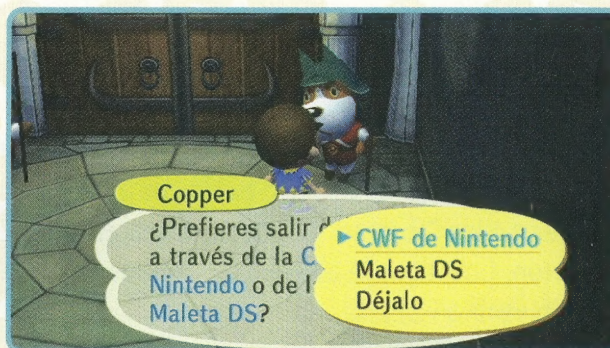 Copper
¿Prefieres salir d
a través de la C
Nintendo o de l
Maleta DS?
CWF de Nintendo
Maleta DS
Déjalo